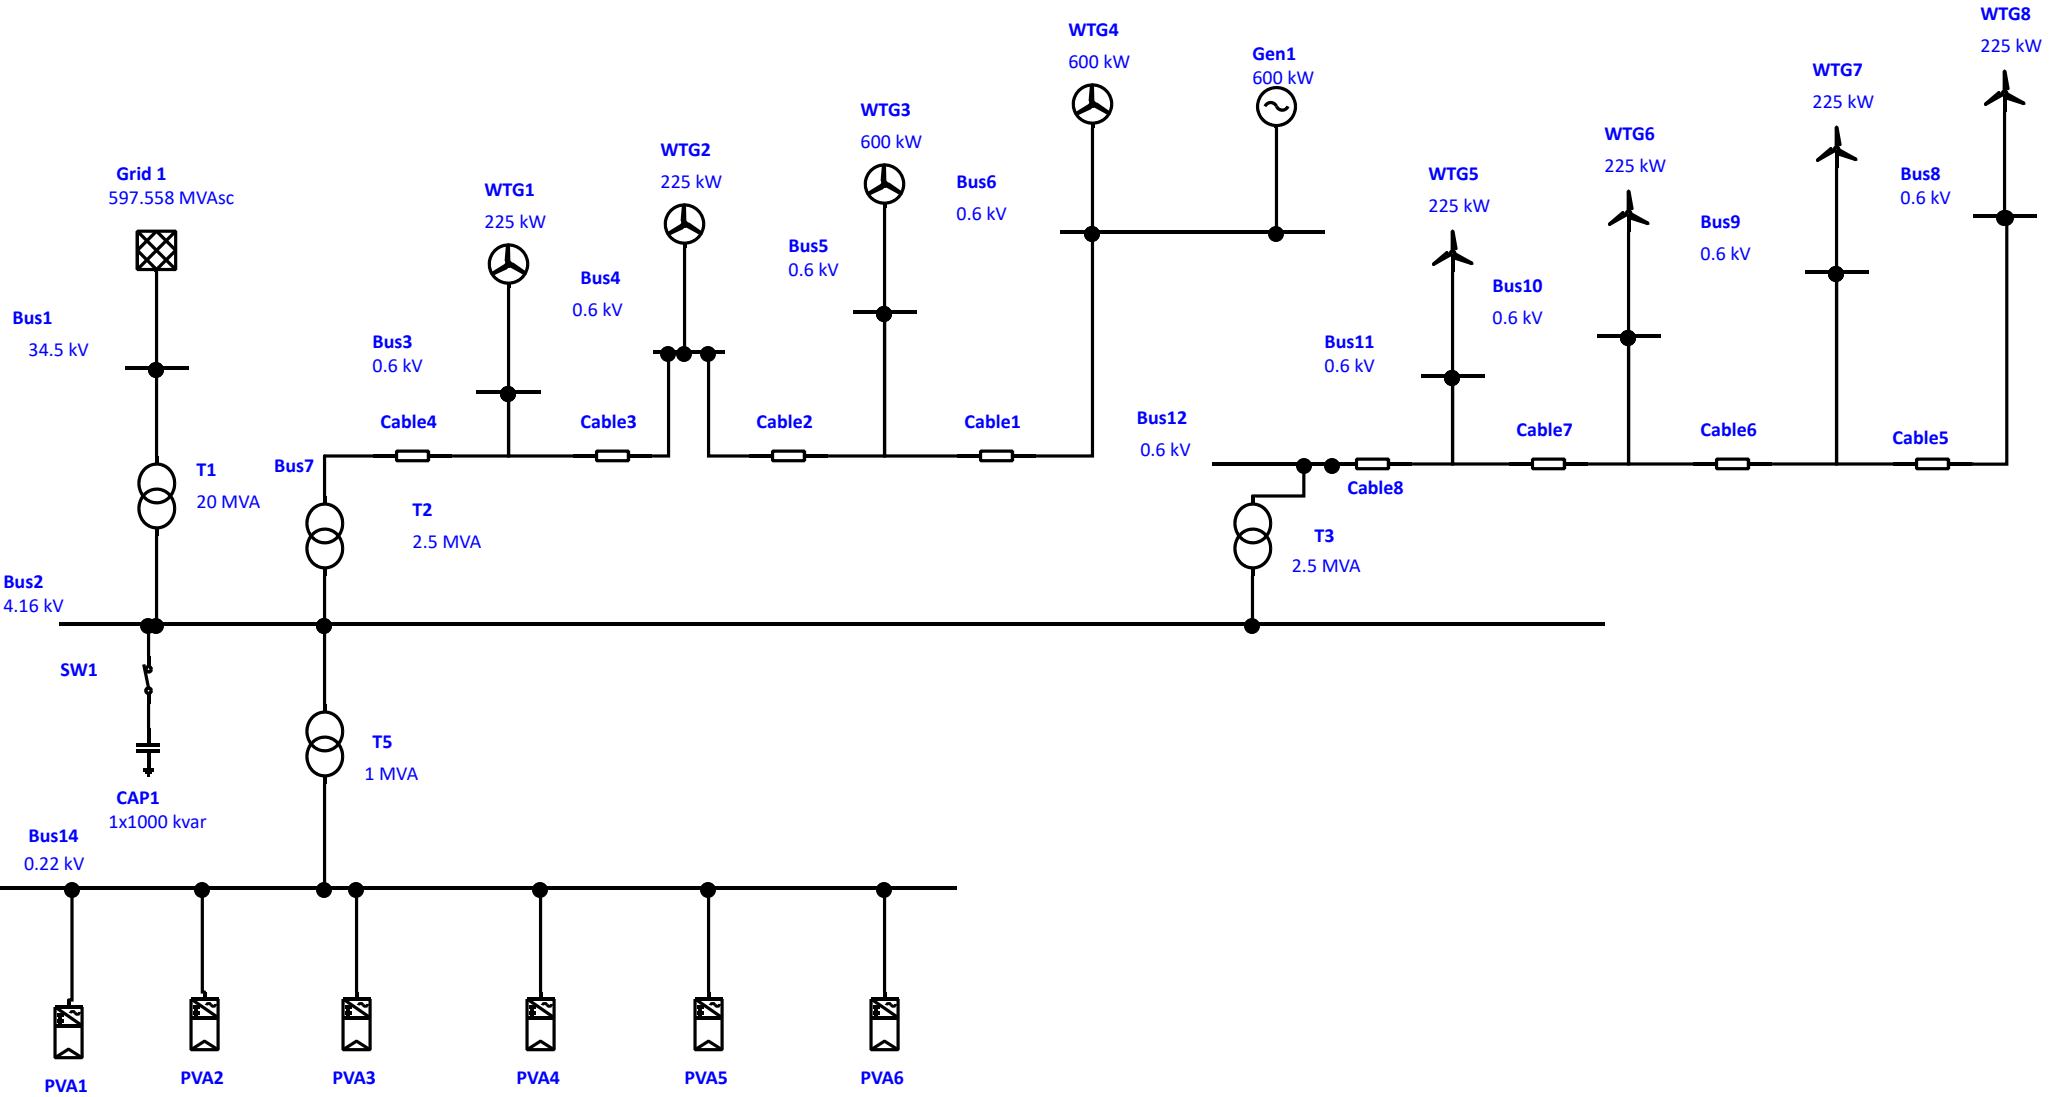 WTG8
225 kW
WTG4
600 kW
Gen1
600 kW
WTG7
225 kW
WTG3
600 kW
WTG6
225 kW
WTG2
225 kW
Grid 1
597.558 MVAsc
WTG1
225 kW
Bus6
0.6 kV
WTG5
225 kW
Bus8
0.6 kV
Bus9
0.6 kV
Bus5
0.6 kV
Bus4
0.6 kV
Bus10
0.6 kV
Bus1
34.5 kV
Bus3
0.6 kV
Bus11
0.6 kV
Cable4
Cable3
Cable2
Cable1
Bus12
0.6 kV
Cable7
Cable6
Cable5
Bus7
T1
20 MVA
Cable8
T2
2.5 MVA
T3
2.5 MVA
Bus2
4.16 kV
SW1
T5
1 MVA
CAP1
1x1000 kvar
Bus14
0.22 kV
PVA1
PVA2
PVA3
PVA4
PVA5
PVA6